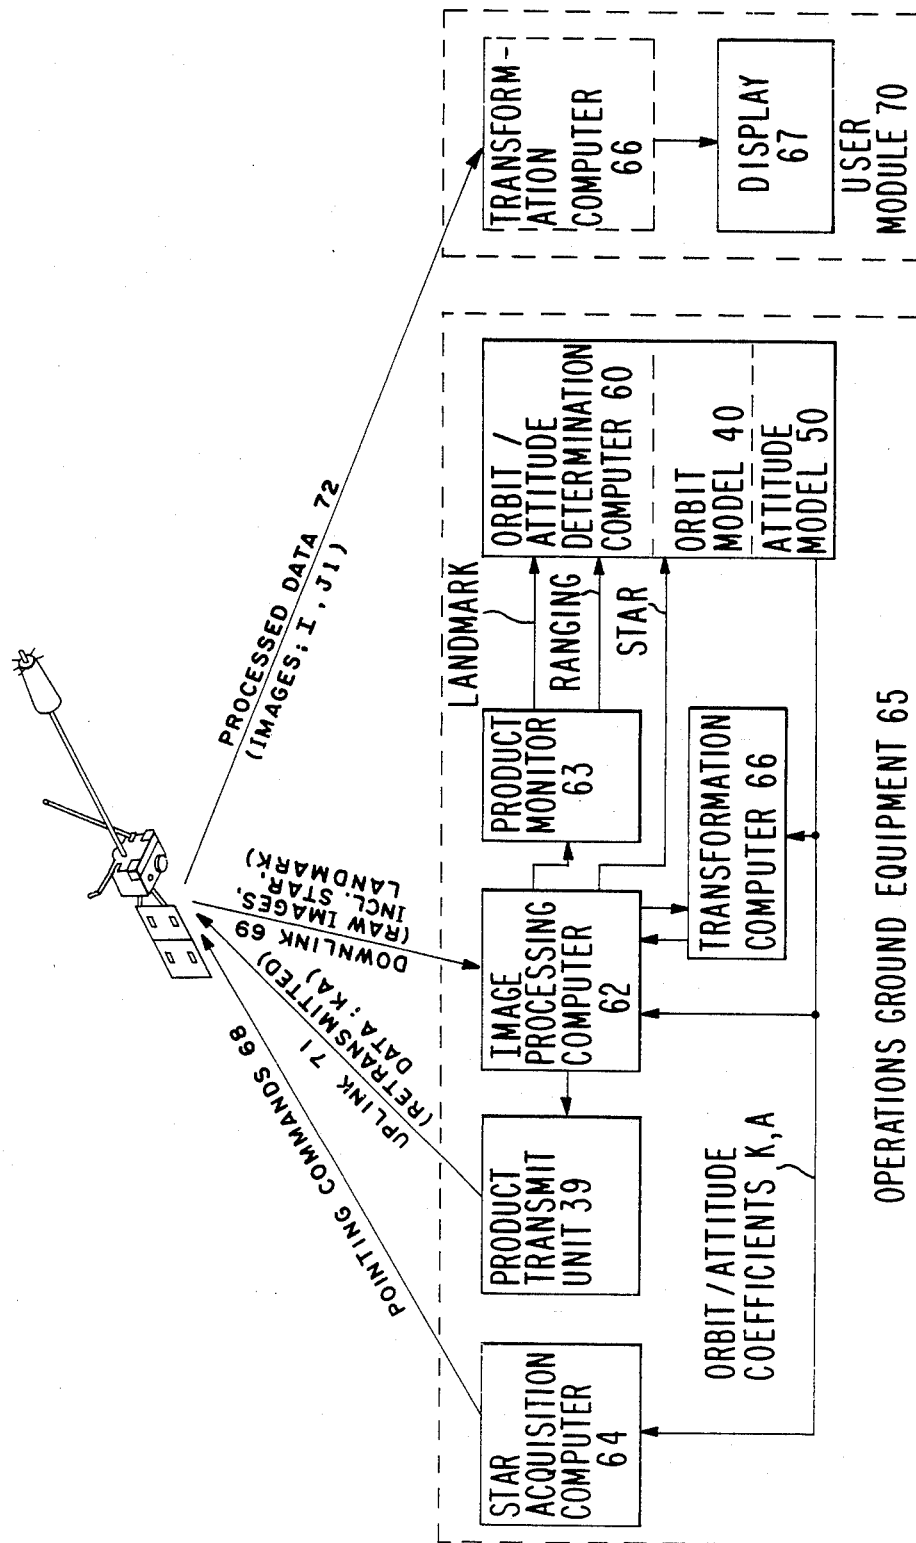 POINTING COMMANDS 68
UPLINK 71
(RETRANSMITTED)
DATA; KA)
DOWNLINK 69
(RAW IMAGES,
INCL. STAR,
LANDMARK)
PROCESSED DATA 72
(IMAGES; I, J1)
STAR
ACQUISITION
COMPUTER
64
PRODUCT
TRANSMIT
UNIT 39
IMAGE
PROCESSING
COMPUTER
62
PRODUCT
MONITOR
63
LANDMARK
RANGING
STAR
ORBIT /
ATTITUDE
DETERMINATION
COMPUTER 60
ORBIT
MODEL 40
ATTITUDE
MODEL 50
TRANSFORMATION
COMPUTER 66
ORBIT/ATTITUDE
COEFFICIENTS K,A
OPERATIONS GROUND EQUIPMENT 65
TRANSFORM-
ATION
COMPUTER
66
DISPLAY
67
USER
MODULE 70